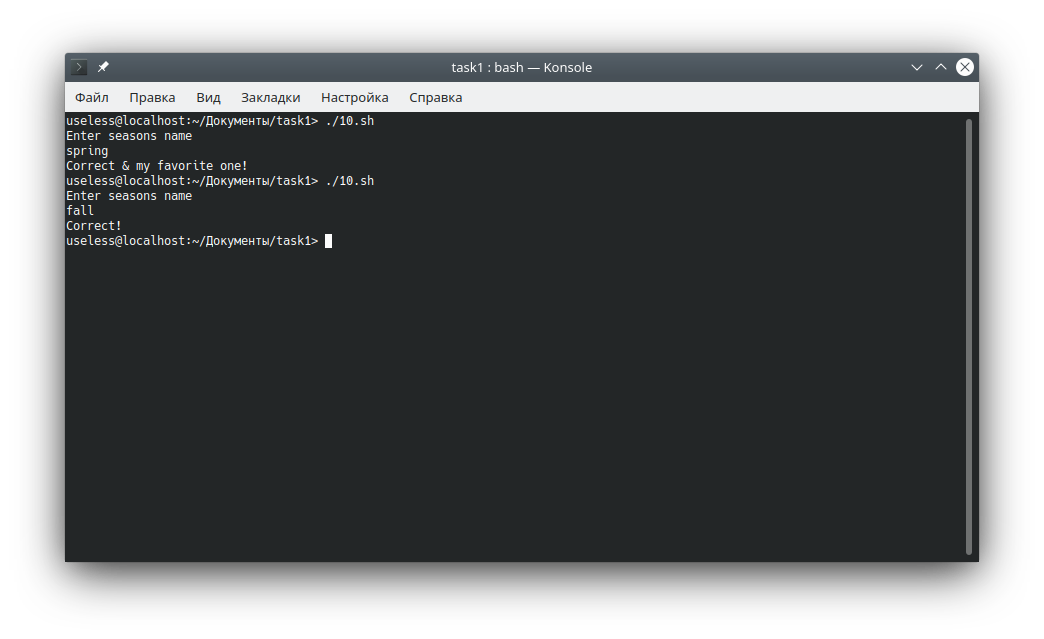 task1 : bash — Konsole
Файл Правка Вид Закладки Настройка Справка
useless@localhost:~/Документы/task1> ./10.sh
Enter seasons name
spring
Correct & my favorite one!
useless@localhost:~/Документы/task1> ./10.sh
Enter seasons name
fall
Correct!
useless@localhost:~/Документы/task1>